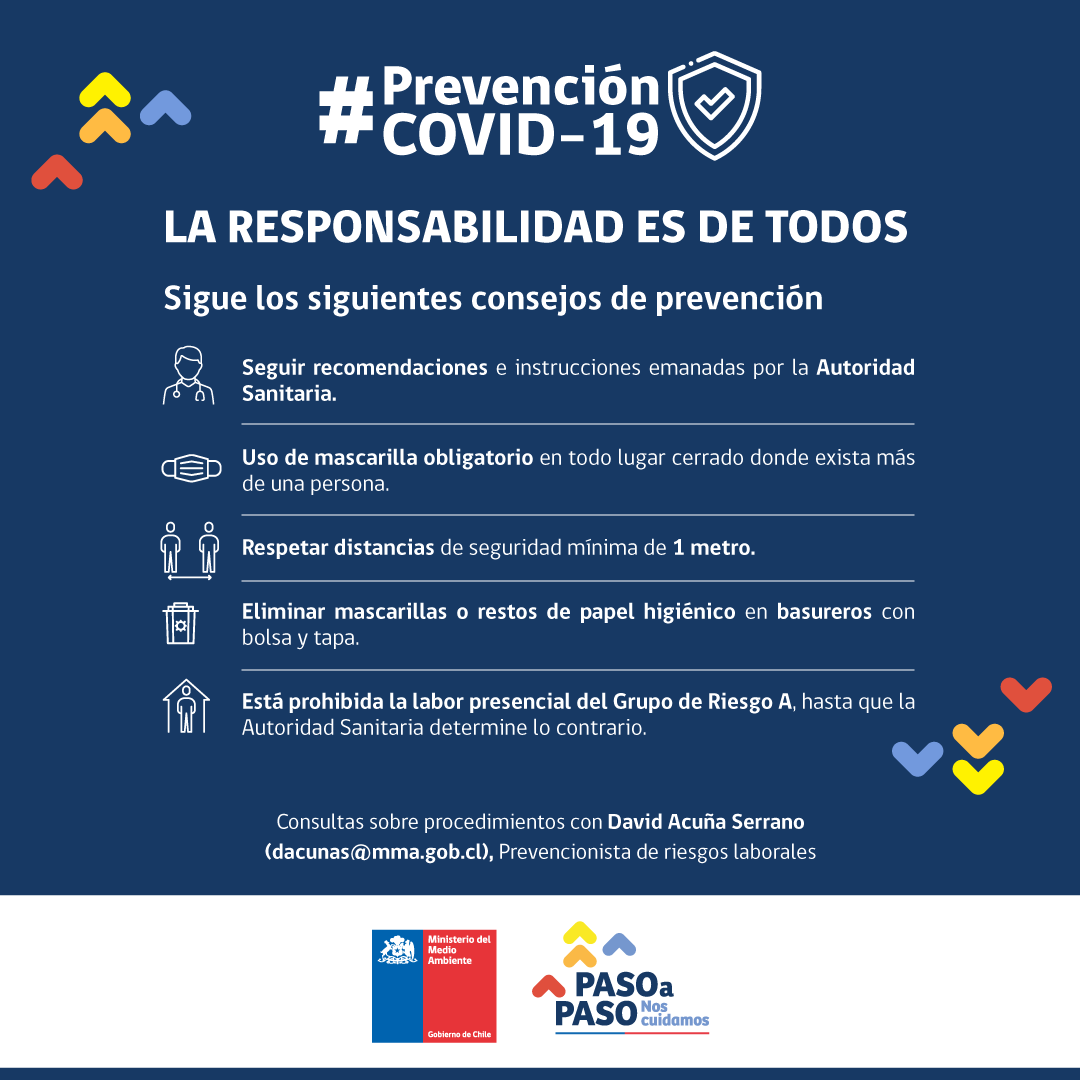 #Prevención
COVID-19
LA RESPONSABILIDAD ES DE TODOS
Sigue los siguientes consejos de prevención
Seguir recomendaciones e instrucciones emanadas por la Autoridad
Sanitaria.
Uso de mascarilla obligatorio en todo lugar cerrado donde exista más
de una persona.
Respetar distancias de seguridad mínima de 1 metro.
Eliminar mascarillas o restos de papel higiénico en basureros con
bolsa y tapa.
Está prohibida la labor presencial del Grupo de Riesgo A, hasta que la
Autoridad Sanitaria determine lo contrario.
Consultas sobre procedimientos con David Acuña Serrano
(dacunas@mma.gob.cl), Prevencionista de riesgos laborales
Ministerio del
Medio
Ambiente
Gobierno de Chile
PASO a
PASO Nos
cuidamos